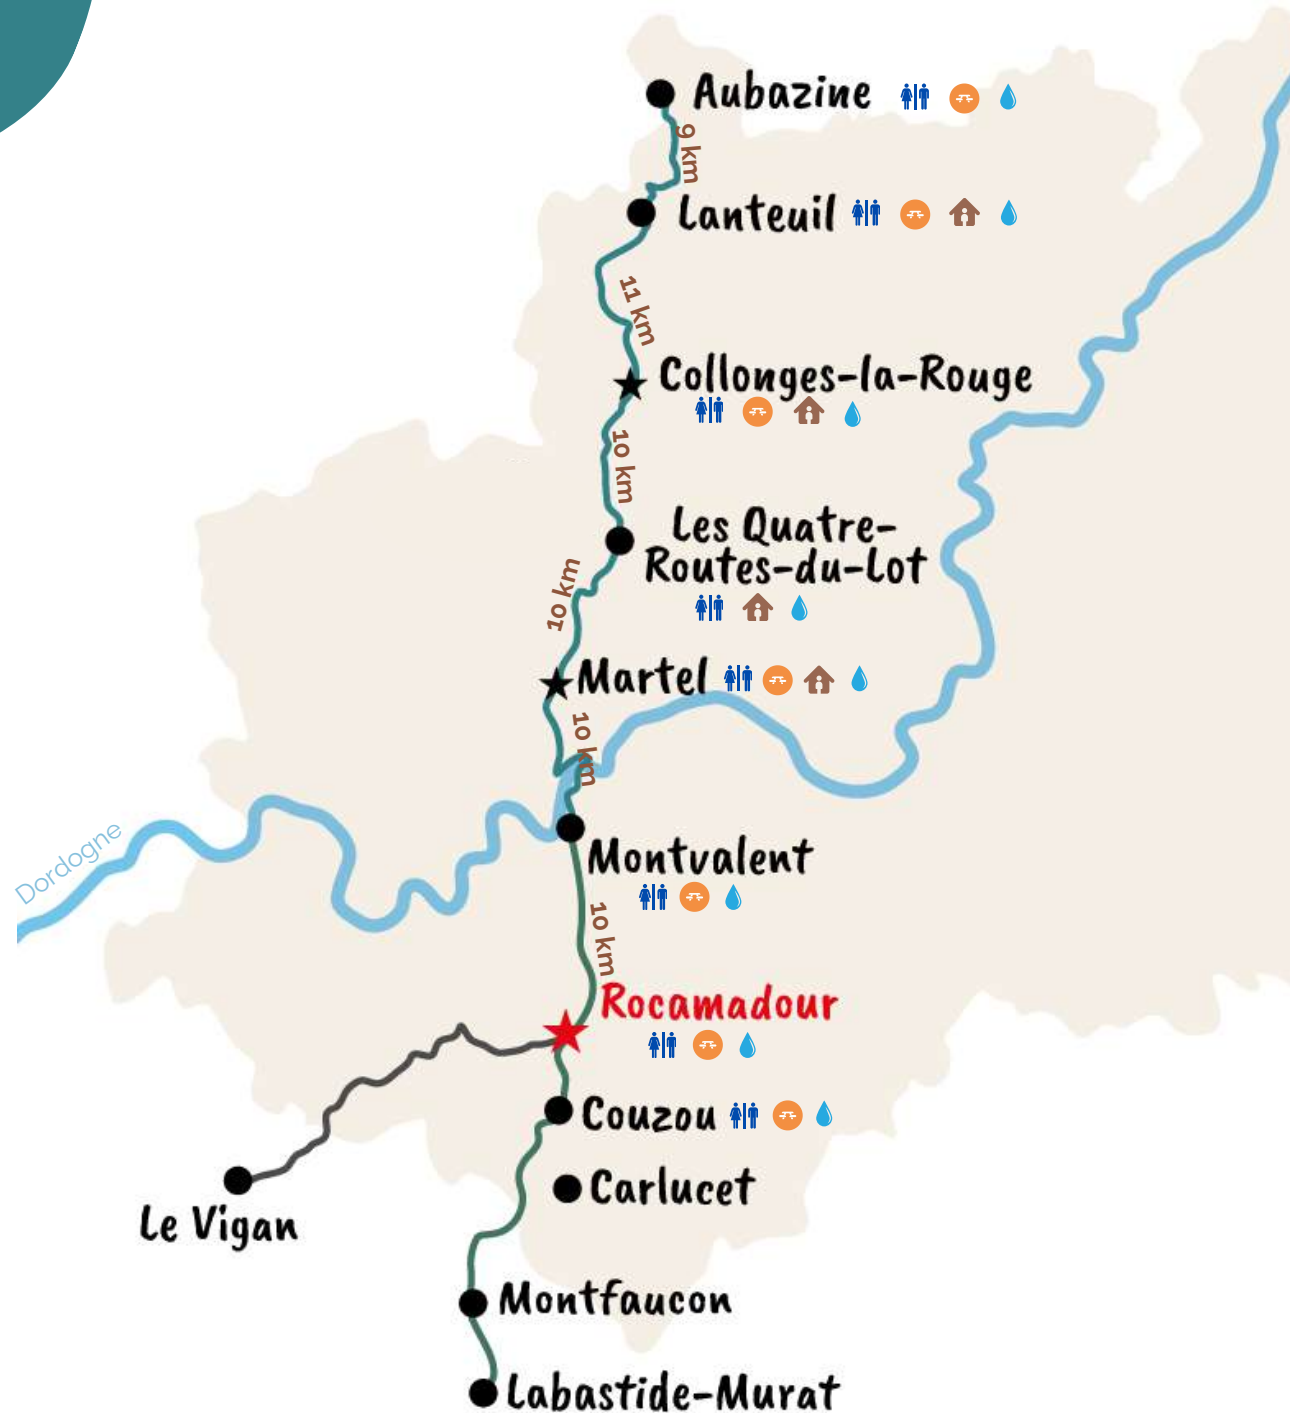 Aubazine
9 km
Lanteuil
11 km
Collonges-la-Rouge
10 km
Les Quatre-
Routes-du-Lot
10 km
Martel
10 km
Dordogne
Montvalent
10 km
Rocamadour
Couzou
Carlucet
Le Vigan
Montfaucon
Labastide-Murat